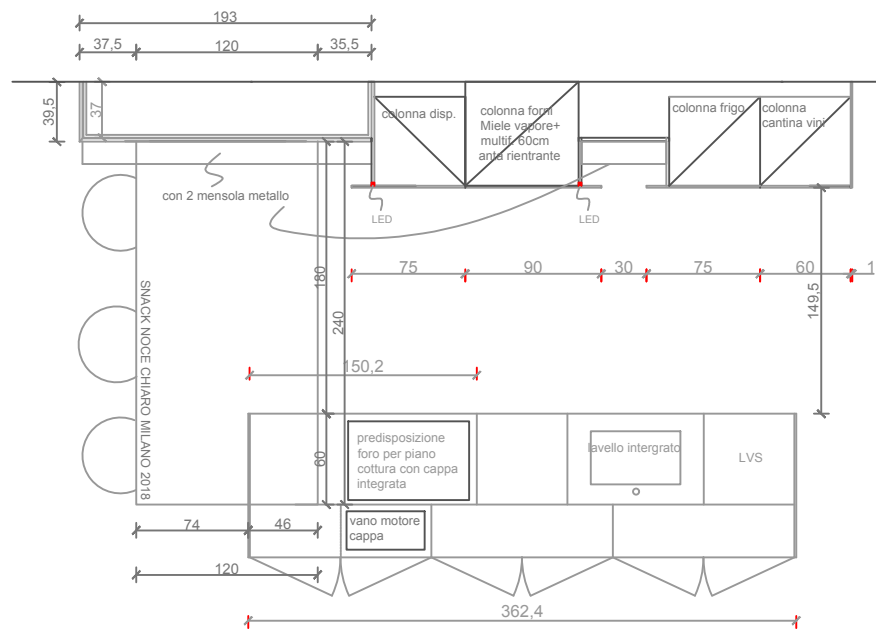 193
37,5
120
35,5
39,5
37
colonna disp.
colonna forni
Miele vapore+
multif. 60cm
anta rientrante
colonna frigo
colonna
cantina vini
con 2 mensola metallo
LED
LED
75
90
30
75
60
1
180
240
149,5
SNACK NOCE CHIARO MILANO 2018
150,2
60
predisposizione
foro per piano
cottura con cappa
integrata
lavello intergrato
LVS
vano motore
cappa
74
46
120
362,4